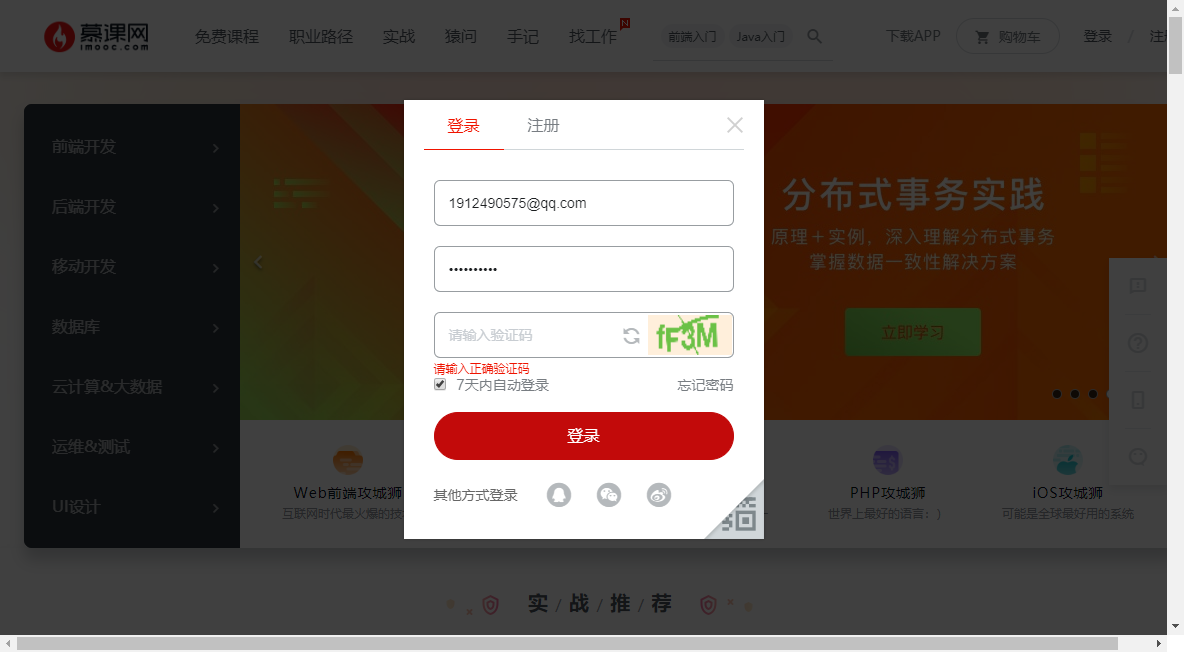 慕课网
imooc.com
免费课程 职业路径 实战 猿问 手记 找工作 N
前端入门 Java入门
下载APP 购物车 登录 / 注
登录 注册
前端开发
后端开发
移动开发
数据库
云计算&大数据
运维&测试
UI设计
1912490575@qq.com
••••••••••
请输入验证码 fF3M
请输入正确验证码
7天内自动登录 忘记密码
登录
其他方式登录
分布式事务实践
原理+实例，深入理解分布式事务
掌握数据一致性解决方案
立即学习
Web前端攻城狮
互联网时代最火爆的技
PHP攻城狮
世界上最好的语言：)
iOS攻城狮
可能是全球最好用的系统
实 / 战 / 推 / 荐